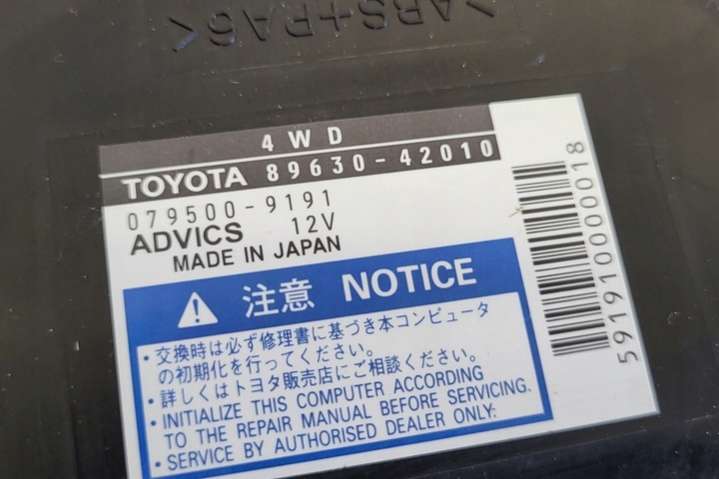 >ABS+PA6<
4WD
TOYOTA 89630-42010
079500-9191
ADVICS 12V
MADE IN JAPAN
注意 NOTICE
・交換時は必ず修理書に基づき本コンピュータ
の初期化を行ってください。
・詳しくはトヨタ販売店にご相談ください。
・INITIALIZE THIS COMPUTER ACCORDING
TO THE REPAIR MANUAL BEFORE SERVICING.
・SERVICE BY AUTHORISED DEALER ONLY.
591910000018